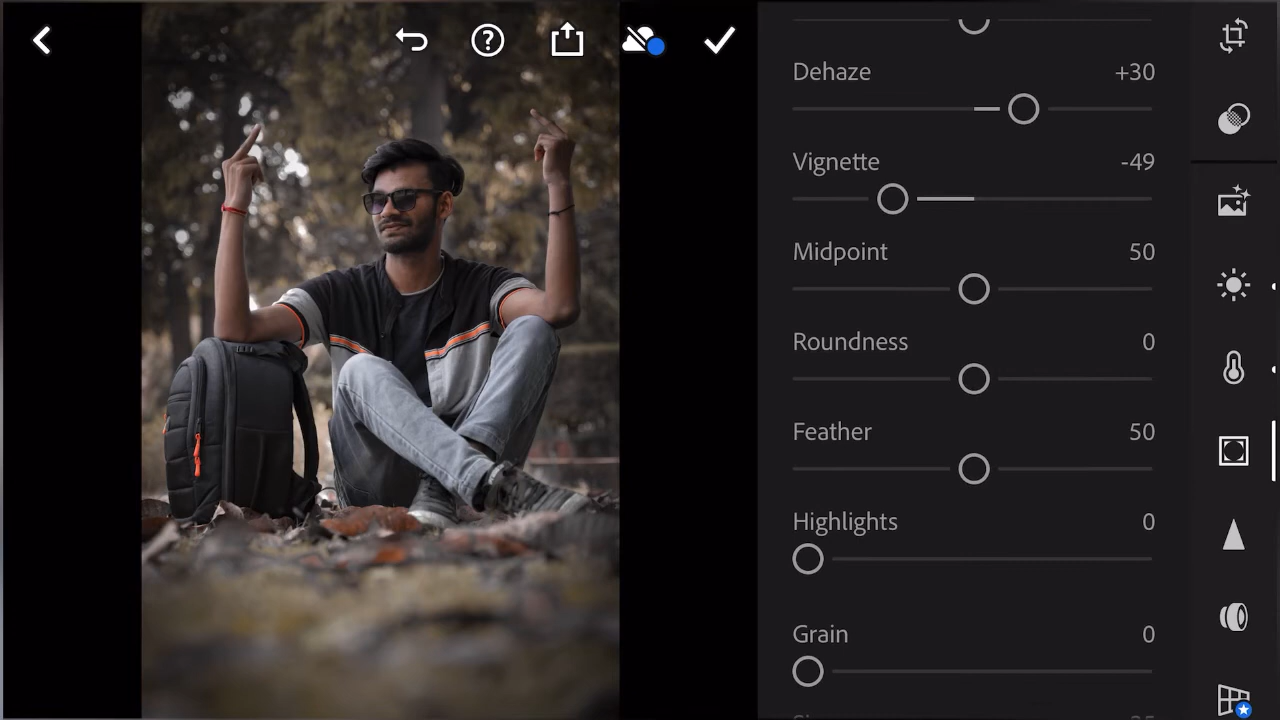 Dehaze +30
Vignette -49
Midpoint 50
Roundness 0
Feather 50
Highlights 0
Grain 0